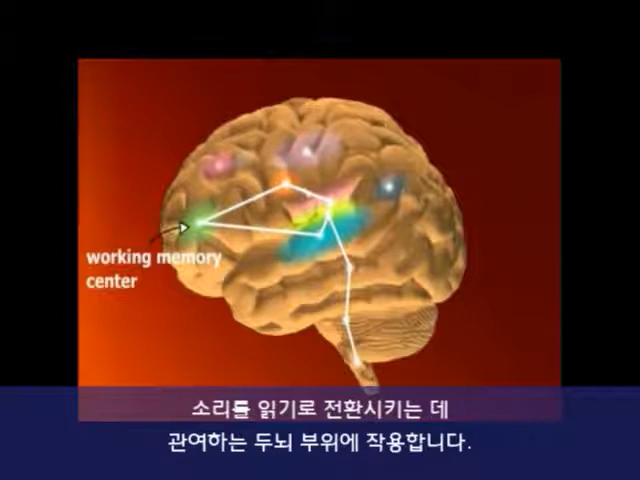 working memory
center
소리를 읽기로 전환시키는 데
관여하는 두뇌 부위에 작용합니다.